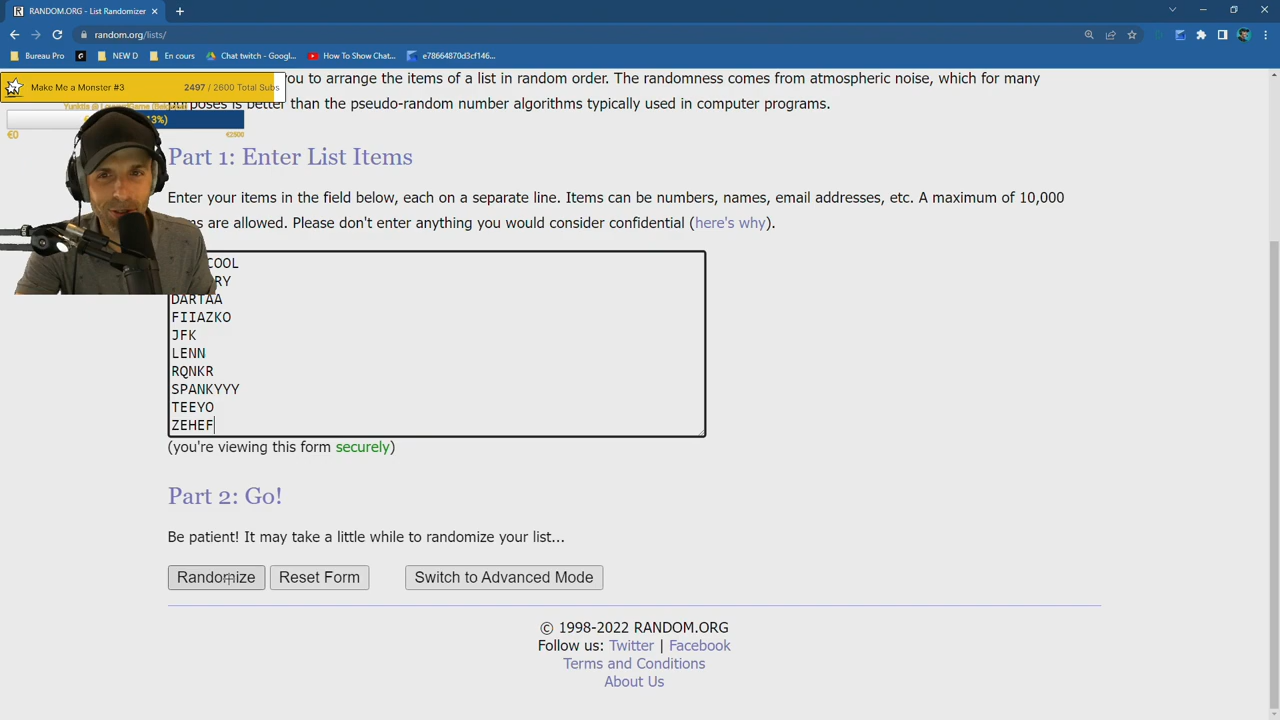 RANDOM.ORG - List Randomizer
random.org/lists/
Bureau Pro
NEW D
En cours
Chat twitch - Googl...
How To Show Chat...
e78664870d3cf146...
you to arrange the items of a list in random order. The randomness comes from atmospheric noise, which for many
Make Me a Monster #3 2497 / 2600 Total Subs
purposes is better than the pseudo-random number algorithms typically used in computer programs.
13%)
€0
€2500
Part 1: Enter List Items
Enter your items in the field below, each on a separate line. Items can be numbers, names, email addresses, etc. A maximum of 10,000
are allowed. Please don't enter anything you would consider confidential (here's why).
COOL
RY
DARTAA
FIIAZKO
JFK
LENN
RQNKR
SPANKYYY
TEEYO
ZEHEF
(you're viewing this form securely)
Part 2: Go!
Be patient! It may take a little while to randomize your list...
Randomize
Reset Form
Switch to Advanced Mode
© 1998-2022 RANDOM.ORG
Follow us: Twitter | Facebook
Terms and Conditions
About Us